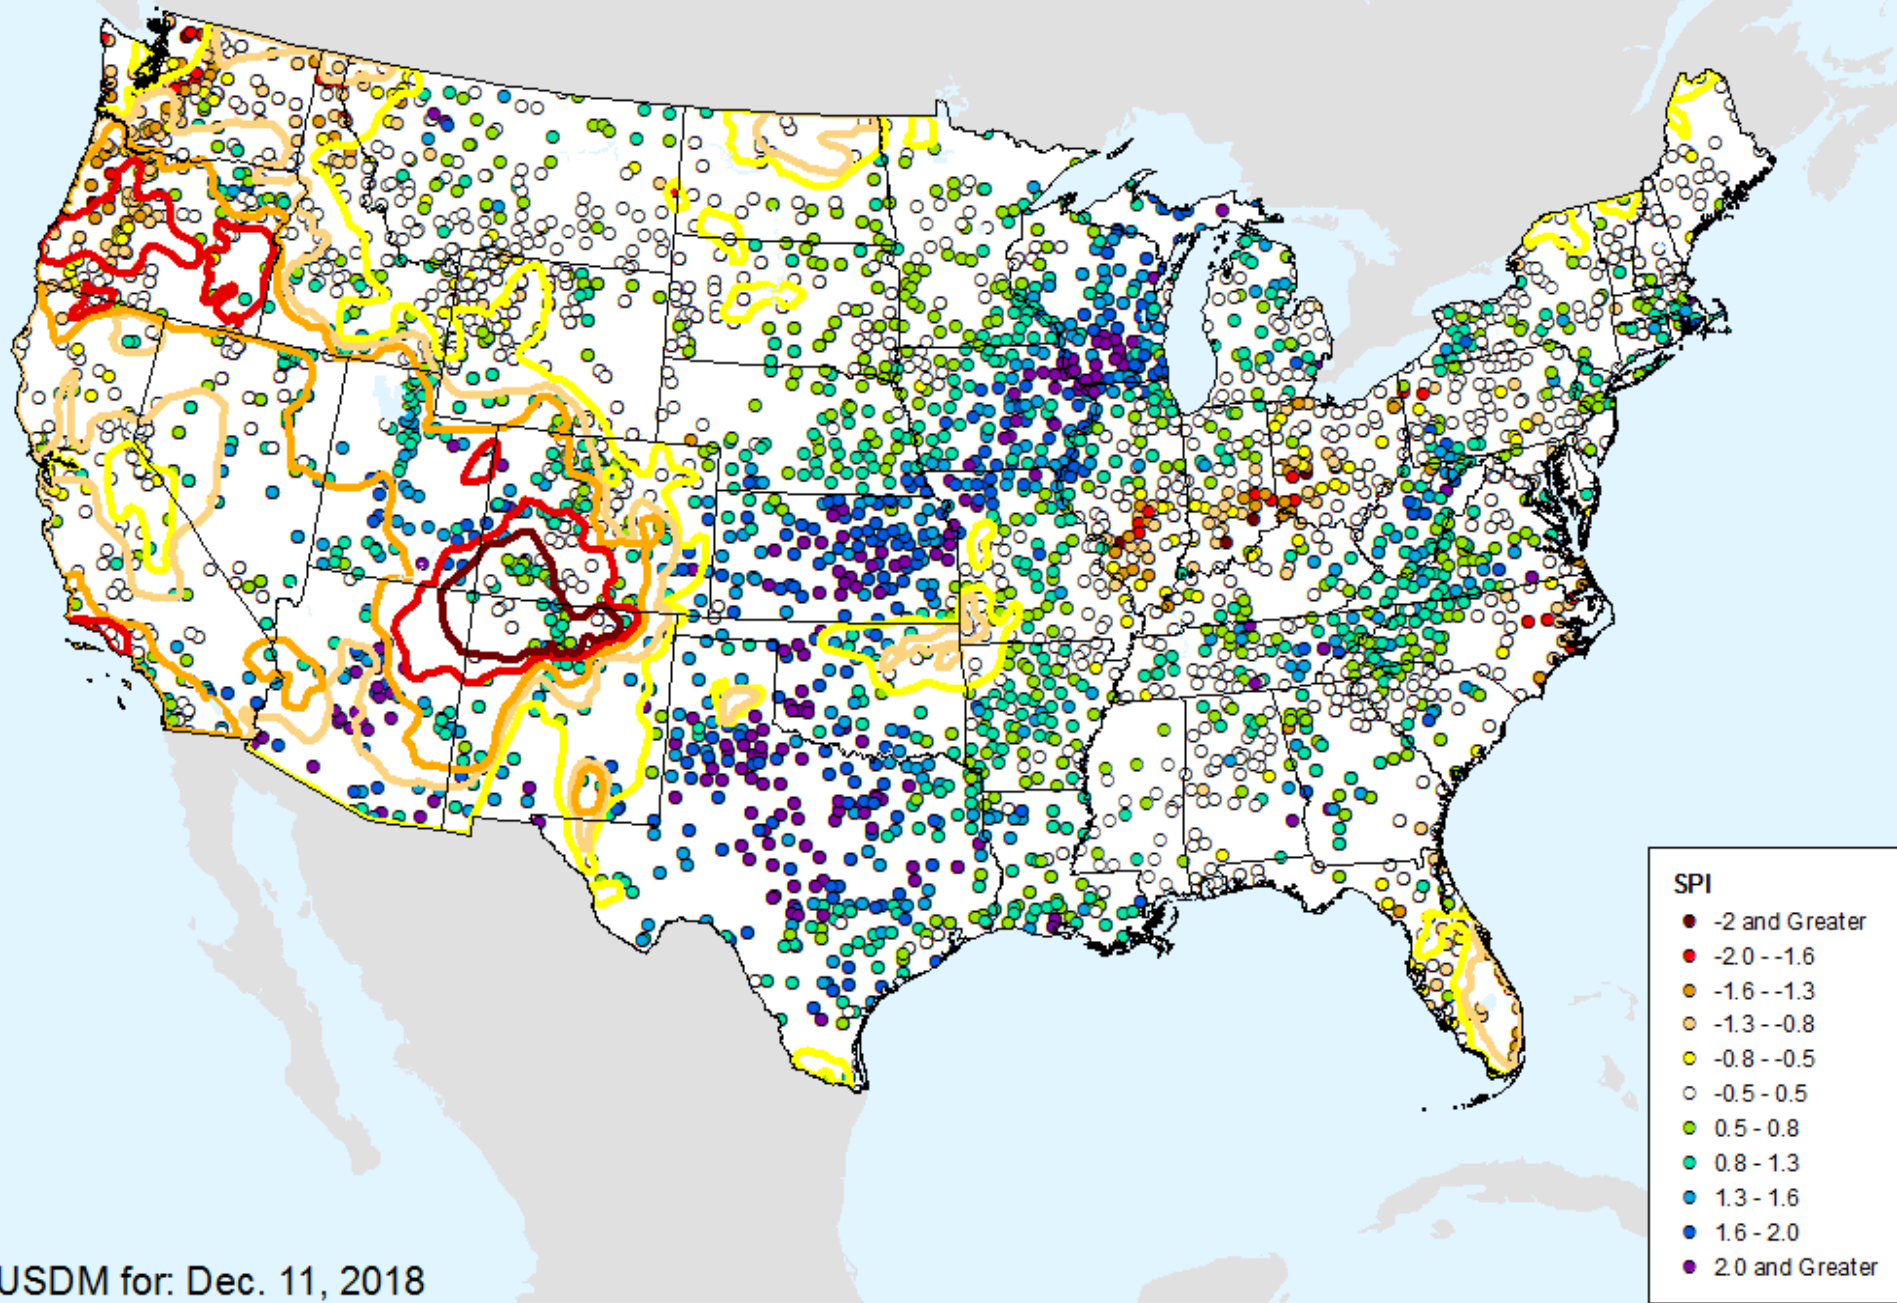 SPI
-2 and Greater
-2.0 - -1.6
-1.6 - -1.3
-1.3 - -0.8
-0.8 - -0.5
-0.5 - 0.5
0.5 - 0.8
0.8 - 1.3
1.3 - 1.6
1.6 - 2.0
2.0 and Greater
USDM for: Dec. 11, 2018